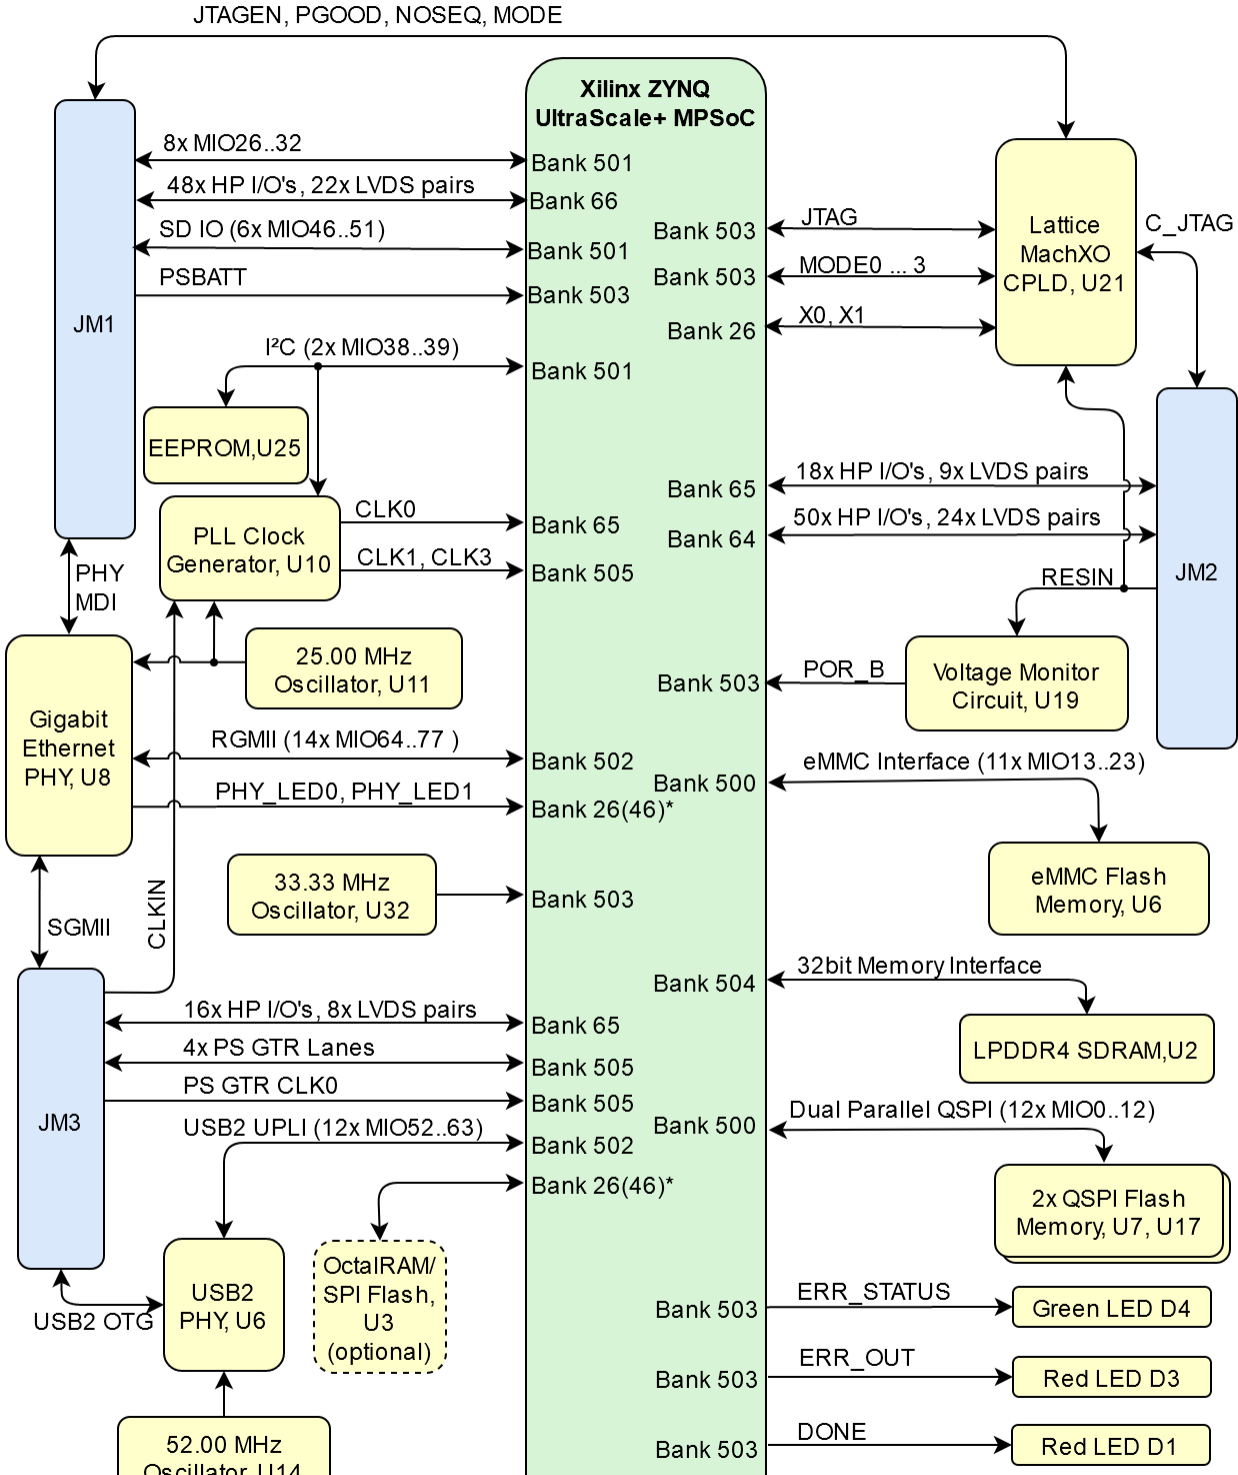 JTAGEN, PGOOD, NOSEQ, MODE
Xilinx ZYNQ
UltraScale+ MPSoC
JM1
8x MIO26..32
Bank 501
48x HP I/O's, 22x LVDS pairs
Bank 66
SD IO (6x MIO46..51)
Bank 501
PSBATT
Bank 503
I²C (2x MIO38..39)
Bank 501
EEPROM,U25
PLL Clock
Generator, U10
CLK0
Bank 65
CLK1, CLK3
Bank 505
PHY
MDI
25.00 MHz
Oscillator, U11
Gigabit
Ethernet
PHY, U8
RGMII (14x MIO64..77 )
Bank 502
PHY_LED0, PHY_LED1
Bank 26(46)*
33.33 MHz
Oscillator, U32
Bank 503
CLKIN
SGMII
JM3
16x HP I/O's, 8x LVDS pairs
Bank 65
4x PS GTR Lanes
Bank 505
PS GTR CLK0
Bank 505
USB2 UPLI (12x MIO52..63)
Bank 502
Bank 26(46)*
OctalRAM/
SPI Flash,
U3
(optional)
USB2
PHY, U6
USB2 OTG
52.00 MHz
Oscillator, U14
Bank 503
JTAG
Bank 503
MODE0 ... 3
Bank 26
X0, X1
Lattice
MachXO
CPLD, U21
C_JTAG
JM2
Bank 65
18x HP I/O's, 9x LVDS pairs
Bank 64
50x HP I/O's, 24x LVDS pairs
RESIN
Bank 503
POR_B
Voltage Monitor
Circuit, U19
Bank 500
eMMC Interface (11x MIO13..23)
eMMC Flash
Memory, U6
Bank 504
32bit Memory Interface
LPDDR4 SDRAM,U2
Bank 500
Dual Parallel QSPI (12x MIO0..12)
2x QSPI Flash
Memory, U7, U17
Bank 503
ERR_STATUS
Green LED D4
Bank 503
ERR_OUT
Red LED D3
Bank 503
DONE
Red LED D1